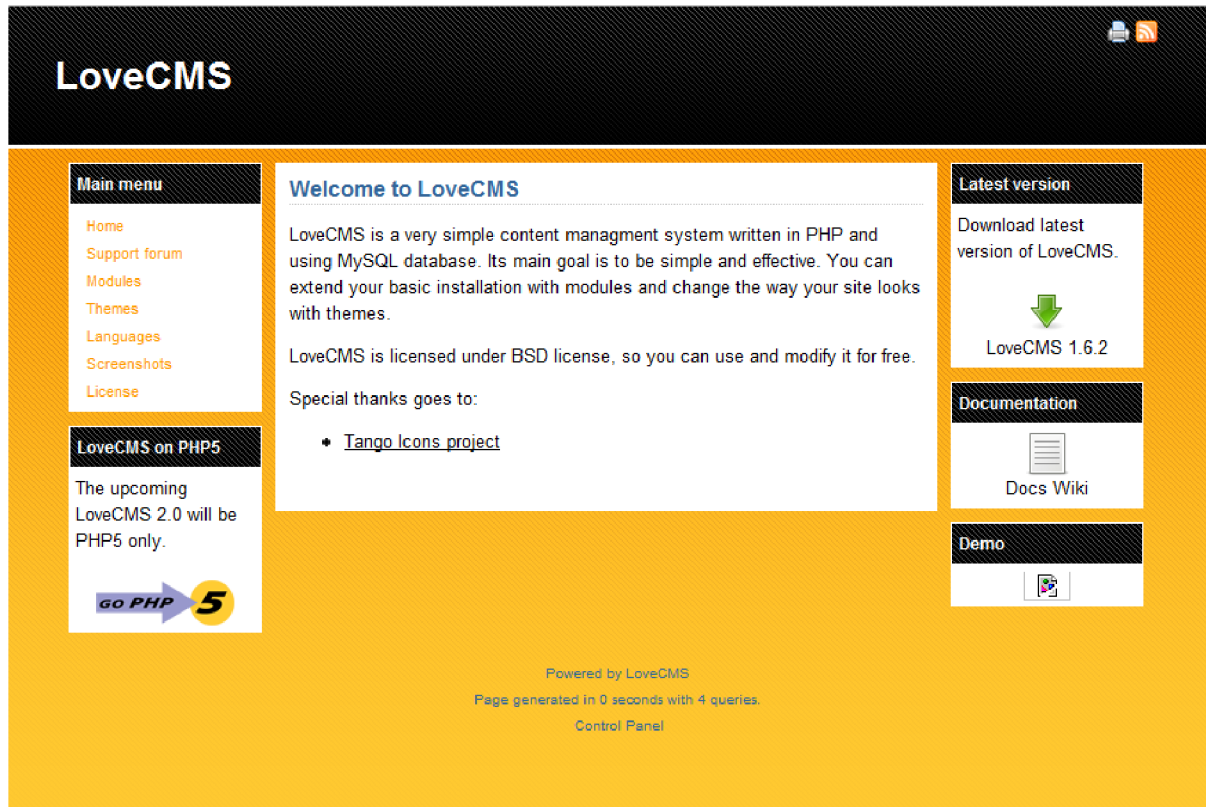 LoveCMS
Main menu
Home
Support forum
Modules
Themes
Languages
Screenshots
License
LoveCMS on PHP5
The upcoming
LoveCMS 2.0 will be
PHP5 only.
GO PHP 5
Welcome to LoveCMS
LoveCMS is a very simple content managment system written in PHP and
using MySQL database. Its main goal is to be simple and effective. You can
extend your basic installation with modules and change the way your site looks
with themes.
LoveCMS is licensed under BSD license, so you can use and modify it for free.
Special thanks goes to:
• Tango Icons project
Latest version
Download latest
version of LoveCMS.
LoveCMS 1.6.2
Documentation
Docs Wiki
Demo
Powered by LoveCMS
Page generated in 0 seconds with 4 queries.
Control Panel